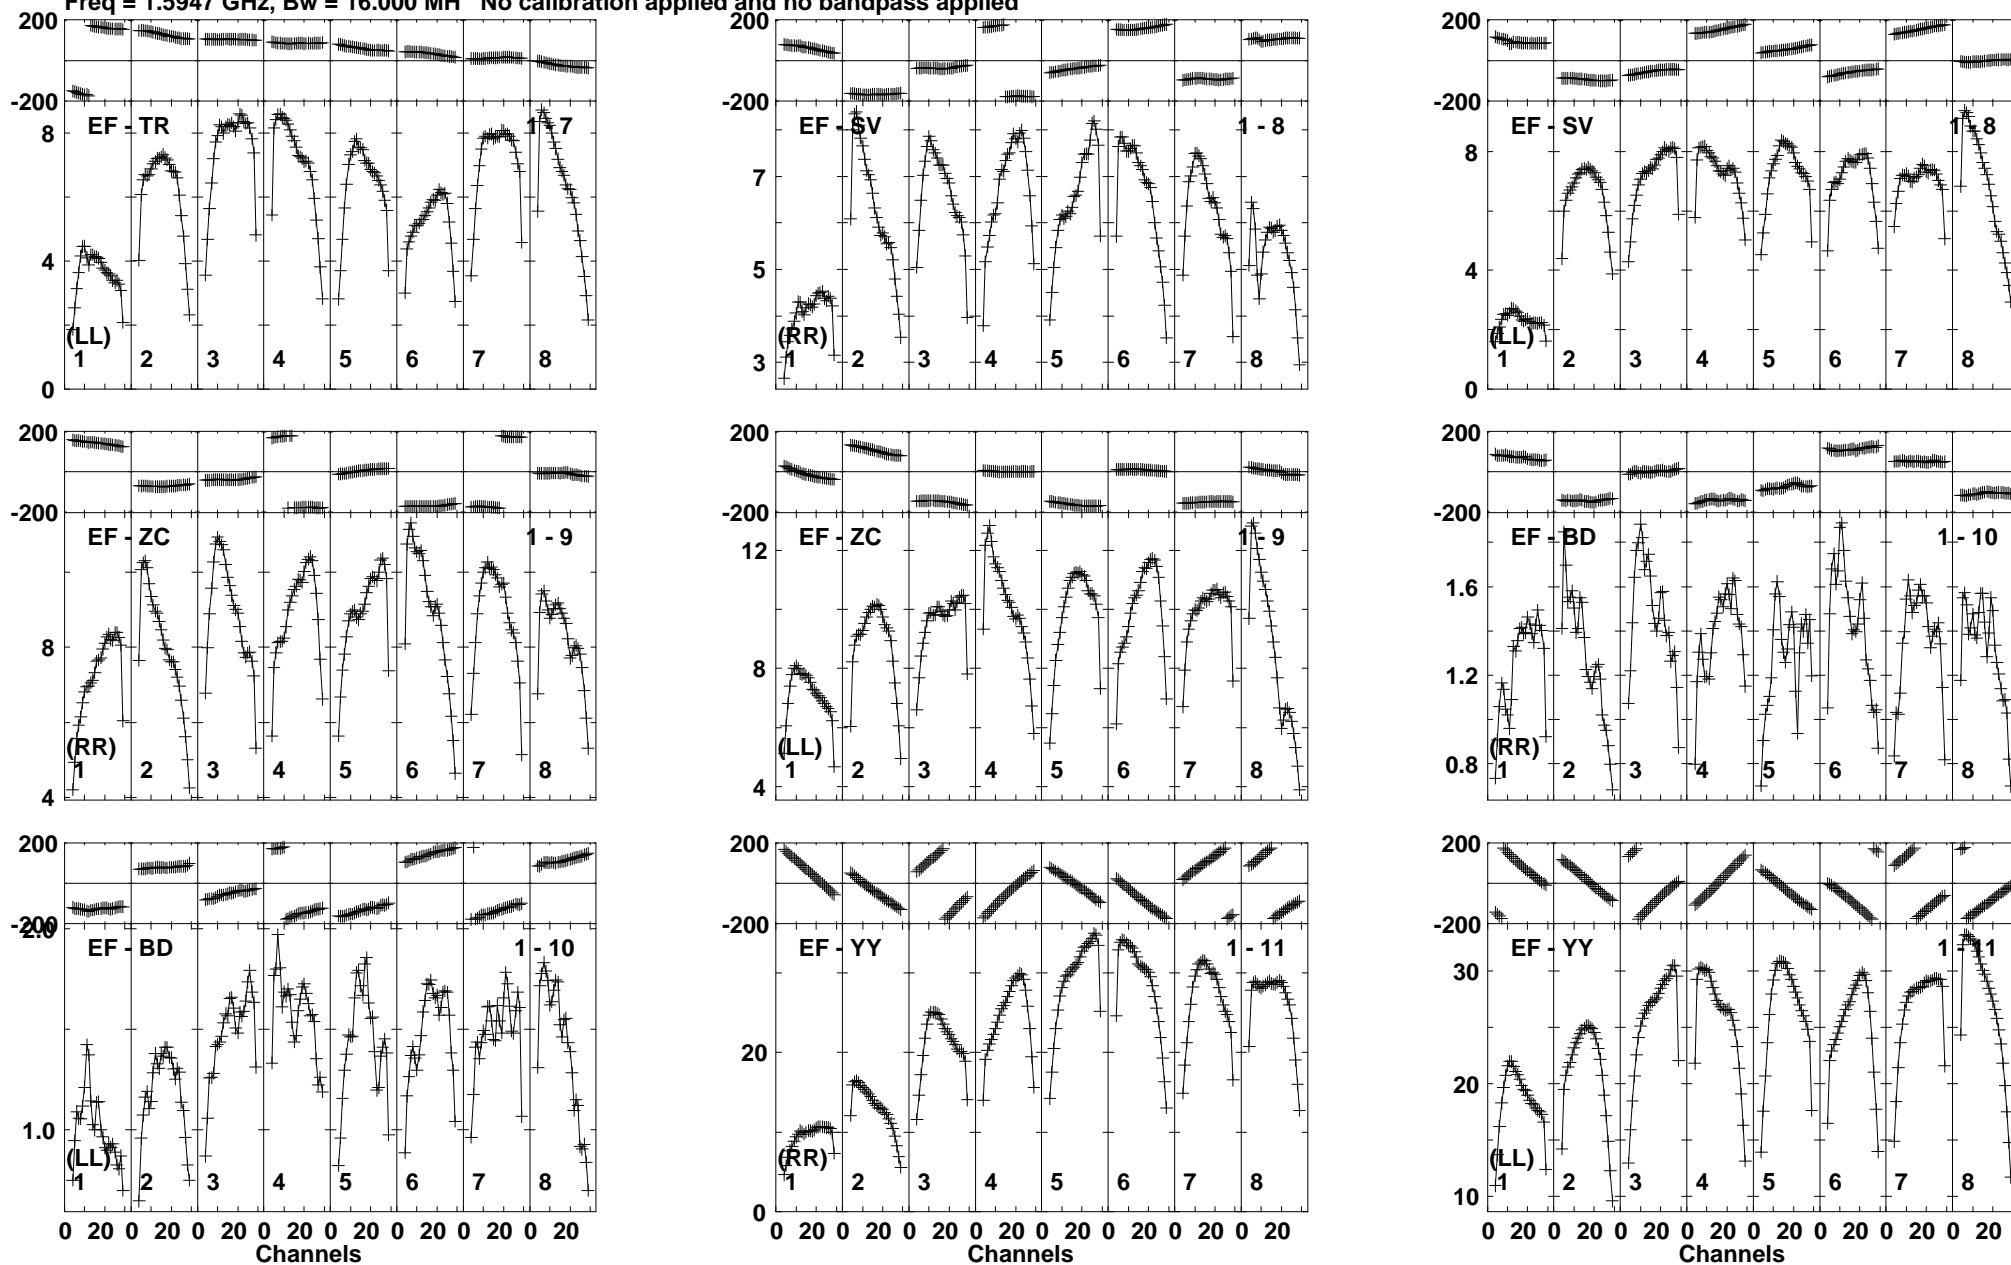 Freq = 1.5947 GHz, Bw = 16.000 MH No calibration applied and no bandpass applied
200
-200
EF - TR
1 - 7
8
4
0
(LL)
1 2 3 4 5 6 7 8
200
-200
EF - SV
1 - 8
7
5
3
(RR)
1 2 3 4 5 6 7 8
200
-200
EF - SV
1 - 8
8
4
0
(LL)
1 2 3 4 5 6 7 8
200
-200
EF - ZC
1 - 9
8
4
(RR)
1 2 3 4 5 6 7 8
200
-200
EF - ZC
1 - 9
12
8
4
(LL)
1 2 3 4 5 6 7 8
200
-200
EF - BD
1 - 10
1.6
1.2
0.8
(RR)
1 2 3 4 5 6 7 8
200
-200
2.0
EF - BD
1 - 10
1.0
(LL)
1 2 3 4 5 6 7 8
0 20 0 20 0 20 0 20 0 20 0 20 0 20 0 20
Channels
200
-200
EF - YY
1 - 11
20
0
(RR)
1 2 3 4 5 6 7 8
0 20 0 20 0 20 0 20 0 20 0 20 0 20 0 20
Channels
200
-200
EF - YY
1 - 11
30
20
10
(LL)
1 2 3 4 5 6 7 8
0 20 0 20 0 20 0 20 0 20 0 20 0 20 0 20
Channels